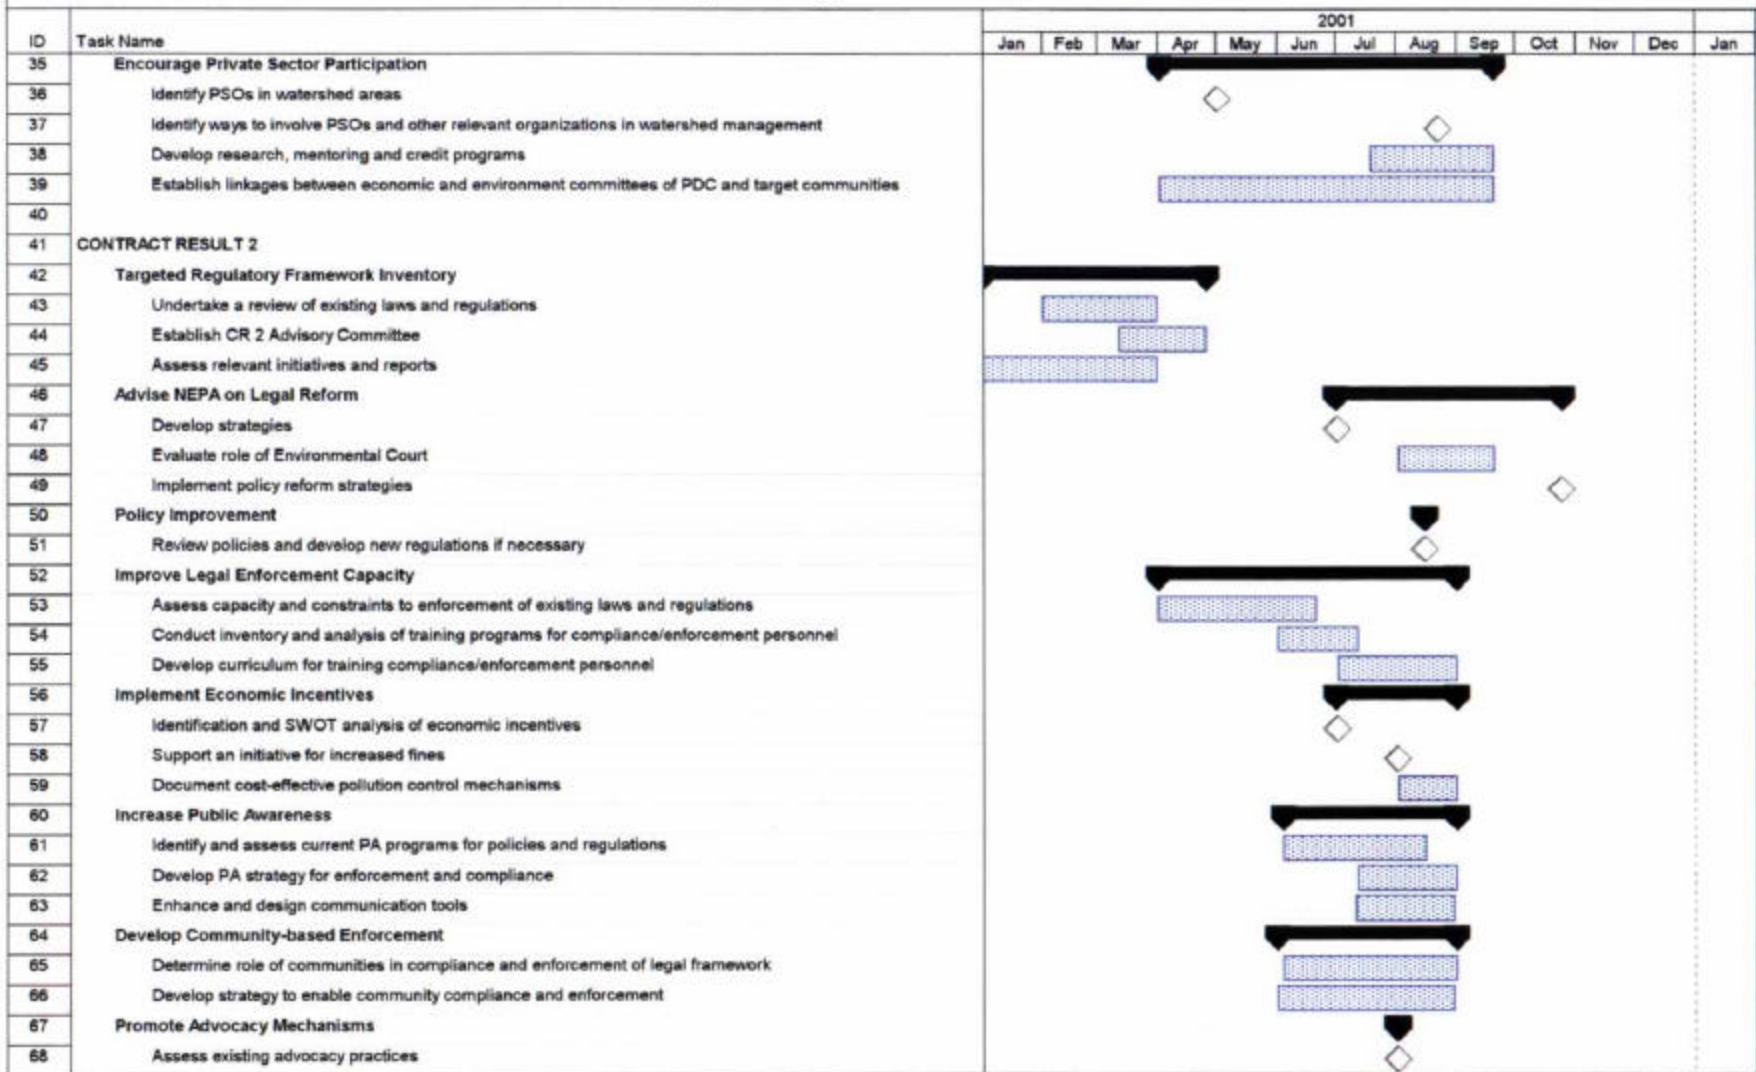 2001
ID Task Name Jan Feb Mar Apr May Jun Jul Aug Sep Oct Nov Dec Jan
35 Encourage Private Sector Participation
36 Identify PSOs in watershed areas
37 Identify ways to involve PSOs and other relevant organizations in watershed management
38 Develop research, mentoring and credit programs
39 Establish linkages between economic and environment committees of PDC and target communities
40
41 CONTRACT RESULT 2
42 Targeted Regulatory Framework Inventory
43 Undertake a review of existing laws and regulations
44 Establish CR 2 Advisory Committee
45 Assess relevant initiatives and reports
46 Advise NEPA on Legal Reform
47 Develop strategies
48 Evaluate role of Environmental Court
49 Implement policy reform strategies
50 Policy Improvement
51 Review policies and develop new regulations if necessary
52 Improve Legal Enforcement Capacity
53 Assess capacity and constraints to enforcement of existing laws and regulations
54 Conduct inventory and analysis of training programs for compliance/enforcement personnel
55 Develop curriculum for training compliance/enforcement personnel
56 Implement Economic Incentives
57 Identification and SWOT analysis of economic incentives
58 Support an initiative for increased fines
59 Document cost-effective pollution control mechanisms
60 Increase Public Awareness
61 Identify and assess current PA programs for policies and regulations
62 Develop PA strategy for enforcement and compliance
63 Enhance and design communication tools
64 Develop Community-based Enforcement
65 Determine role of communities in compliance and enforcement of legal framework
66 Develop strategy to enable community compliance and enforcement
67 Promote Advocacy Mechanisms
68 Assess existing advocacy practices